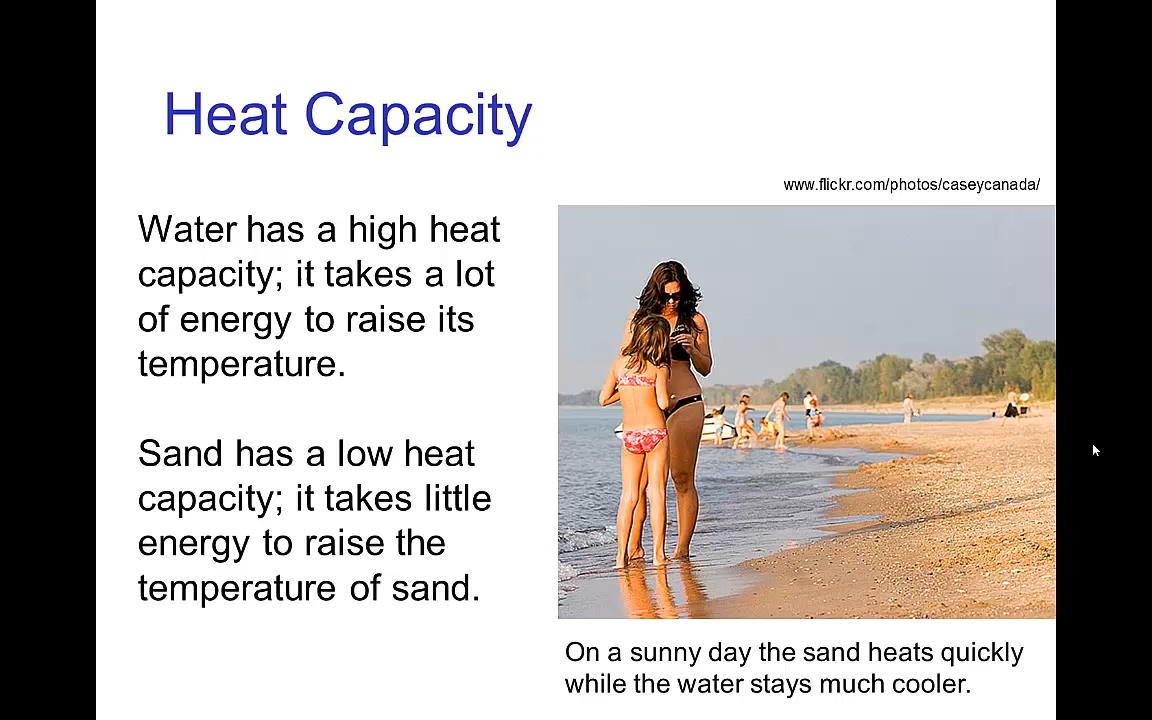 Heat Capacity
www.flickr.com/photos/caseycanada/
Water has a high heat
capacity; it takes a lot
of energy to raise its
temperature.
Sand has a low heat
capacity; it takes little
energy to raise the
temperature of sand.
On a sunny day the sand heats quickly
while the water stays much cooler.